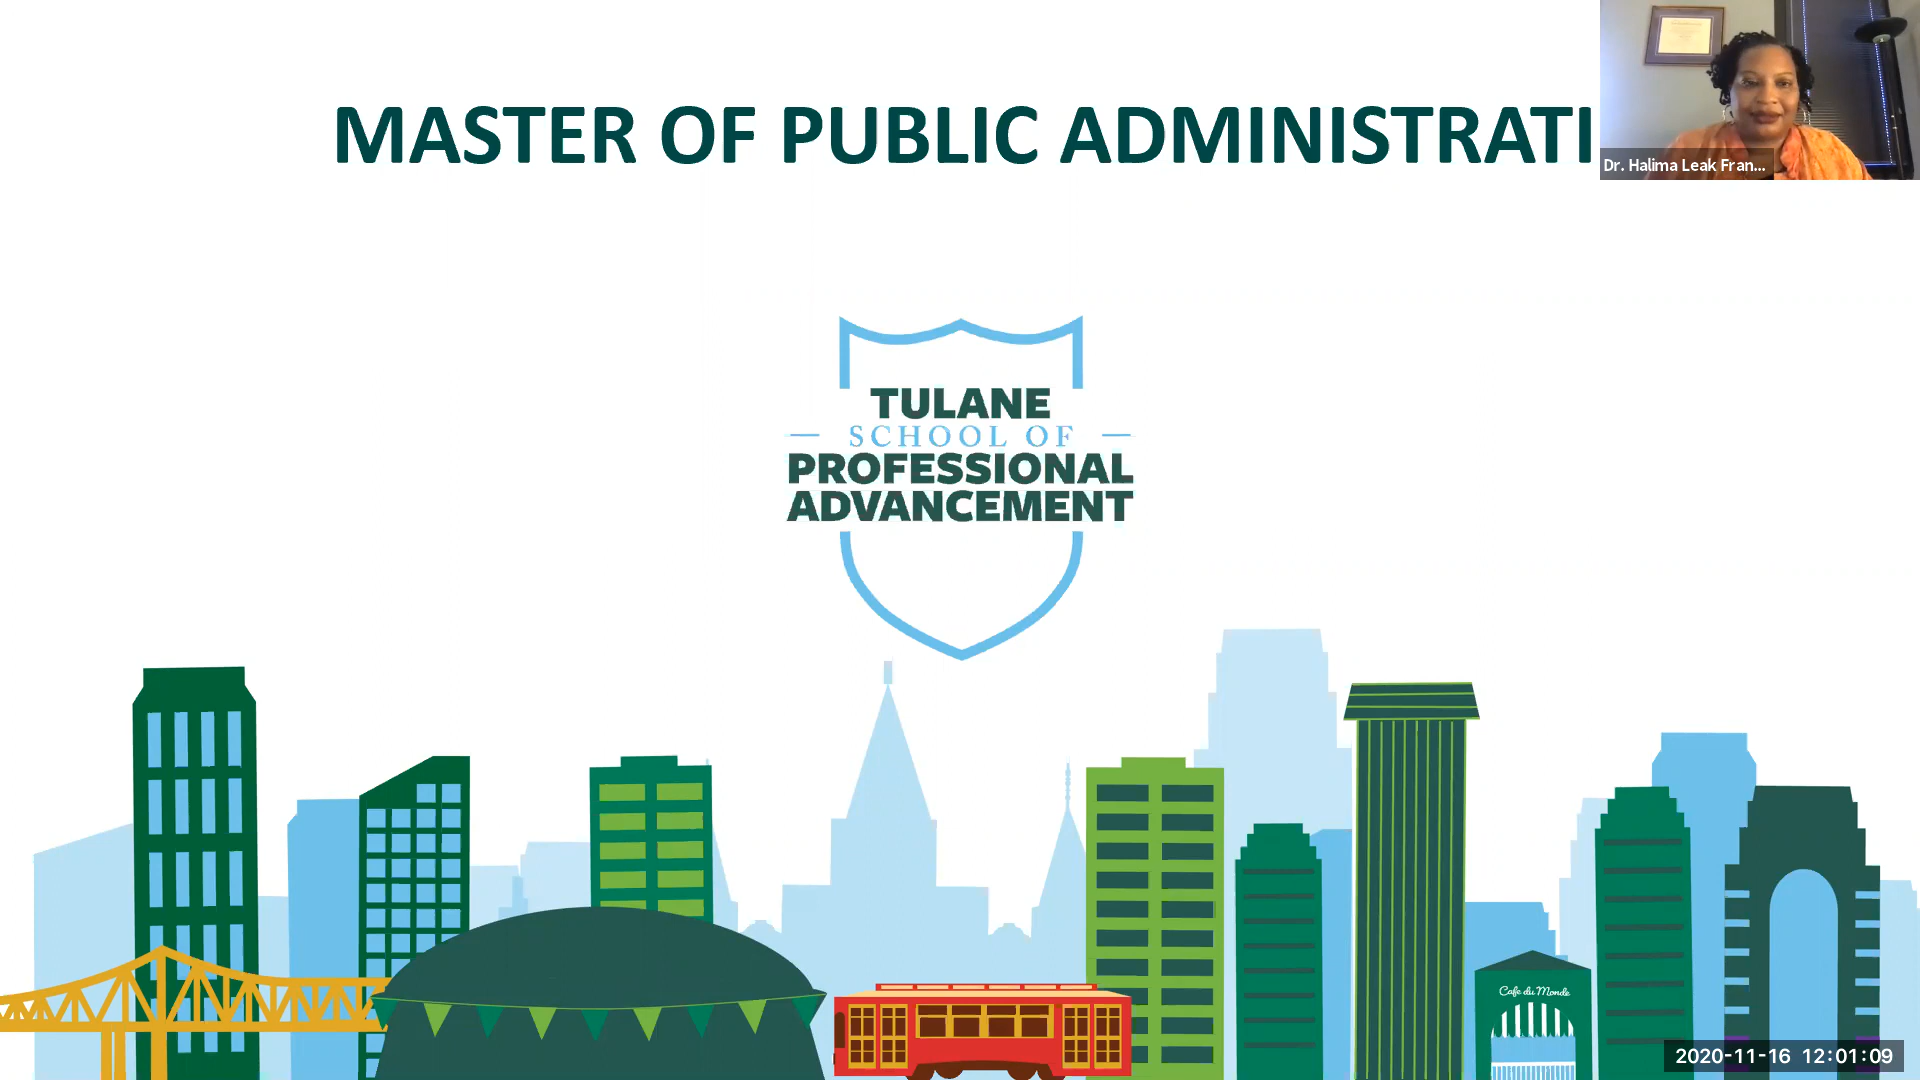 MASTER OF PUBLIC ADMINISTRATI
Dr. Halima Leak Fran...
TULANE
SCHOOL OF
PROFESSIONAL
ADVANCEMENT
Cafe du Monde
2020-11-16 12:01:09